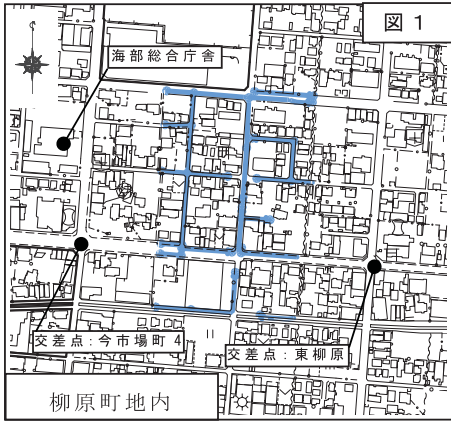 図 1
海部総合庁舎
交差点:今市場町 4
交差点:東柳原
柳原町地内